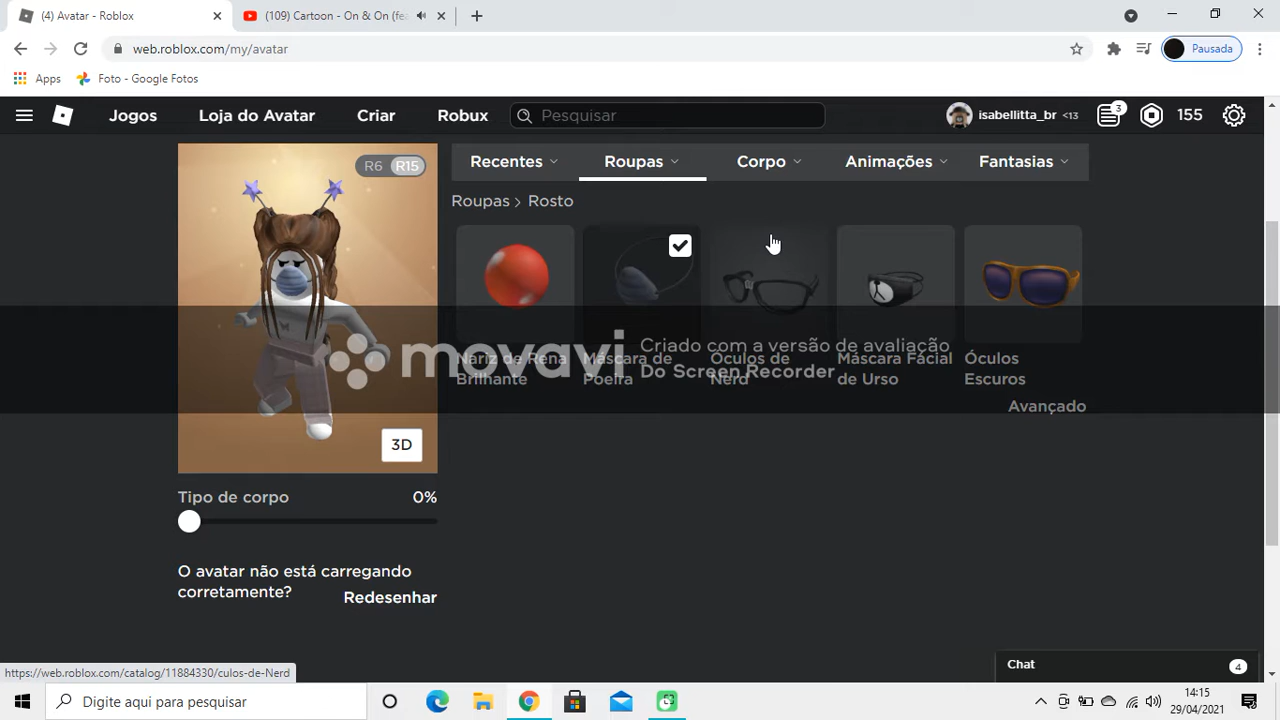 (4) Avatar - Roblox
(109) Cartoon - On & On (fea
web.roblox.com/my/avatar
Pausada
Apps
Foto - Google Fotos
Jogos
Loja do Avatar
Criar
Robux
Pesquisar
isabellitta_br <13
3
155
R6 R15
Recentes
Roupas
Corpo
Animações
Fantasias
Roupas > Rosto
movavi
Criado com a versão de avaliação
Do Screen Recorder
Nariz de Rena
Brilhante
Máscara de
Poeira
Óculos de
Nerd
Máscara Facial
de Urso
Óculos
Escuros
Avançado
3D
Tipo de corpo 0%
O avatar não está carregando
corretamente?
Redesenhar
https://web.roblox.com/catalog/11884330/culos-de-Nerd
Chat
4
Digite aqui para pesquisar
14:15
29/04/2021